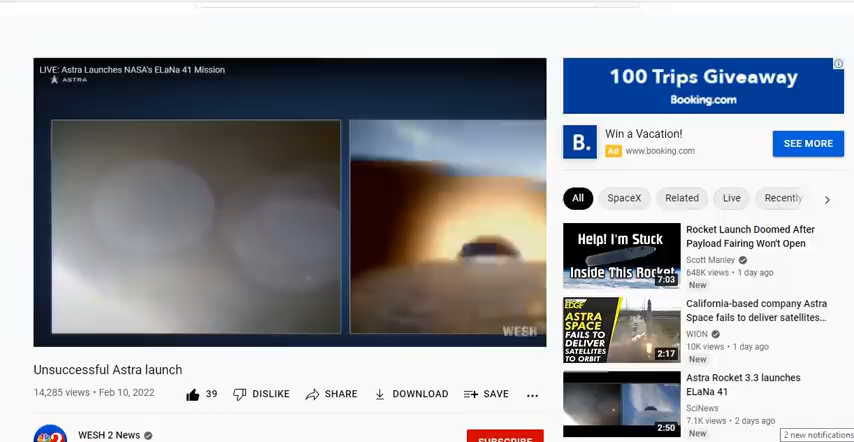 LIVE: Astra Launches NASA's ELaNa 41 Mission
ASTRA
WESH
Unsuccessful Astra launch
14,285 views • Feb 10, 2022
39
DISLIKE
SHARE
DOWNLOAD
SAVE
WESH 2 News
SUBSCRIBE
100 Trips Giveaway
Booking.com
B.
Win a Vacation!
Ad www.booking.com
SEE MORE
All
SpaceX
Related
Live
Recently
Help! I'm Stuck
Inside This Rocket
7:03
Rocket Launch Doomed After
Payload Fairing Won't Open
Scott Manley
648K views • 1 day ago
New
EDGE
ASTRA
SPACE
FAILS TO
DELIVER
SATELLITES
TO ORBIT
2:17
California-based company Astra
Space fails to deliver satellites...
WION
10K views • 1 day ago
New
2:50
Astra Rocket 3.3 launches
ELaNa 41
SciNews
7.1K views • 2 days ago
New
2 new notifications